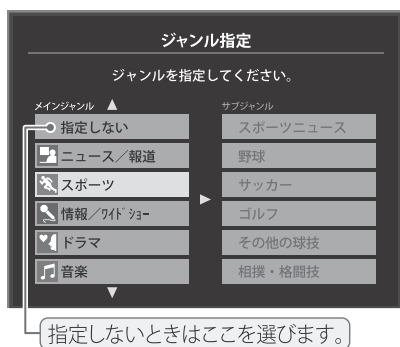 ジャンル指定
ジャンルを指定してください。
メインジャンル
指定しない
ニュース／報道
スポーツ
情報／ﾜｲﾄﾞｼｮｰ
ドラマ
音楽
サブジャンル
スポーツニュース
野球
サッカー
ゴルフ
その他の球技
相撲・格闘技
指定しないときはここを選びます。